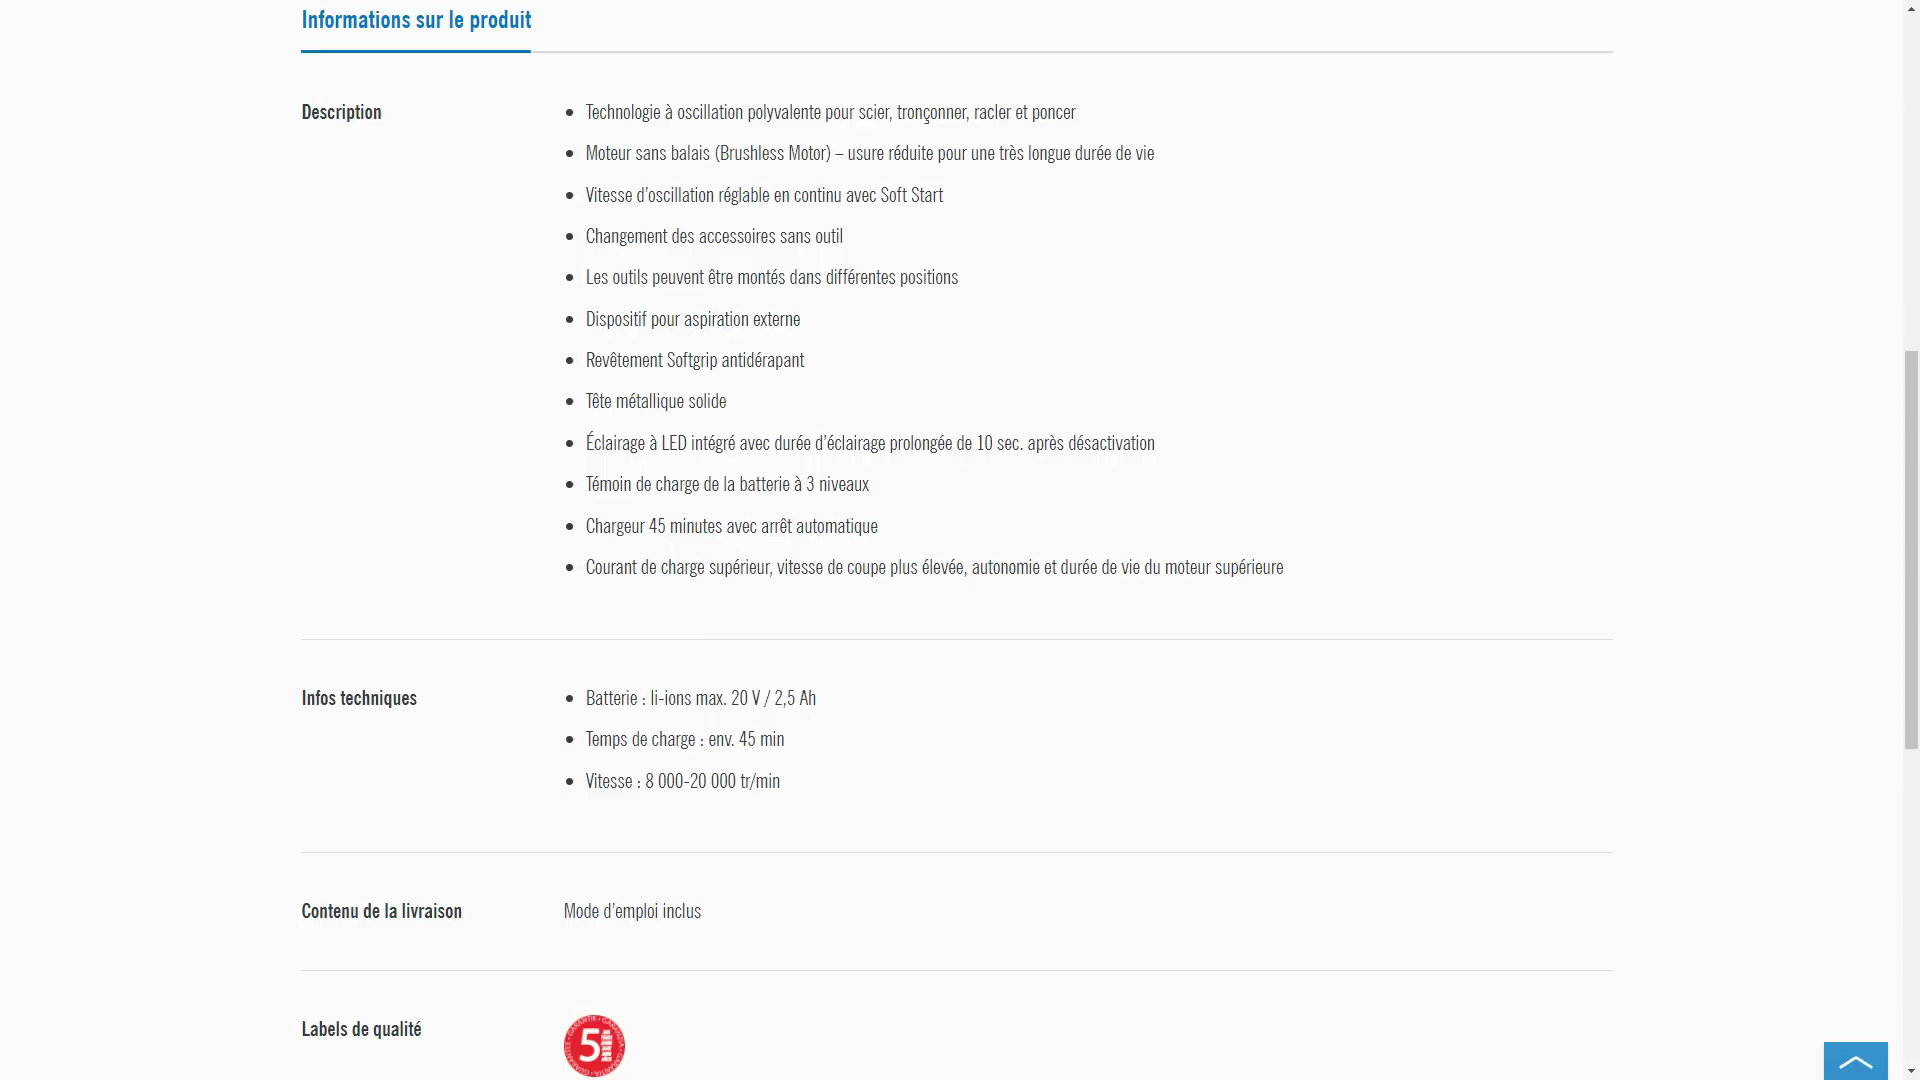 Informations sur le produit
Description
• Technologie à oscillation polyvalente pour scier, tronçonner, racler et poncer
• Moteur sans balais (Brushless Motor) – usure réduite pour une très longue durée de vie
• Vitesse d’oscillation réglable en continu avec Soft Start
• Changement des accessoires sans outil
• Les outils peuvent être montés dans différentes positions
• Dispositif pour aspiration externe
• Revêtement Softgrip antidérapant
• Tête métallique solide
• Éclairage à LED intégré avec durée d’éclairage prolongée de 10 sec. après désactivation
• Témoin de charge de la batterie à 3 niveaux
• Chargeur 45 minutes avec arrêt automatique
• Courant de charge supérieur, vitesse de coupe plus élevée, autonomie et durée de vie du moteur supérieure
Infos techniques
• Batterie : li-ions max. 20 V / 2,5 Ah
• Temps de charge : env. 45 min
• Vitesse : 8 000-20 000 tr/min
Contenu de la livraison
Mode d’emploi inclus
Labels de qualité
5